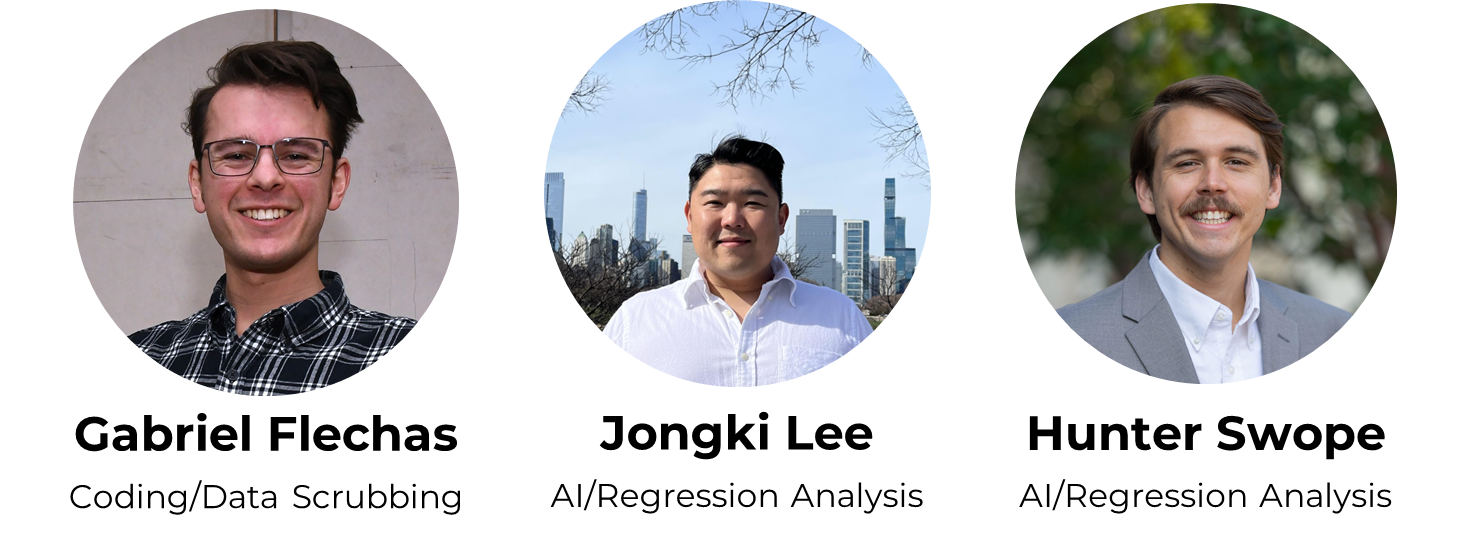 Gabriel Flechas
Jongki Lee
Hunter Swope
Coding/Data Scrubbing
AI/Regression Analysis
AI/Regression Analysis